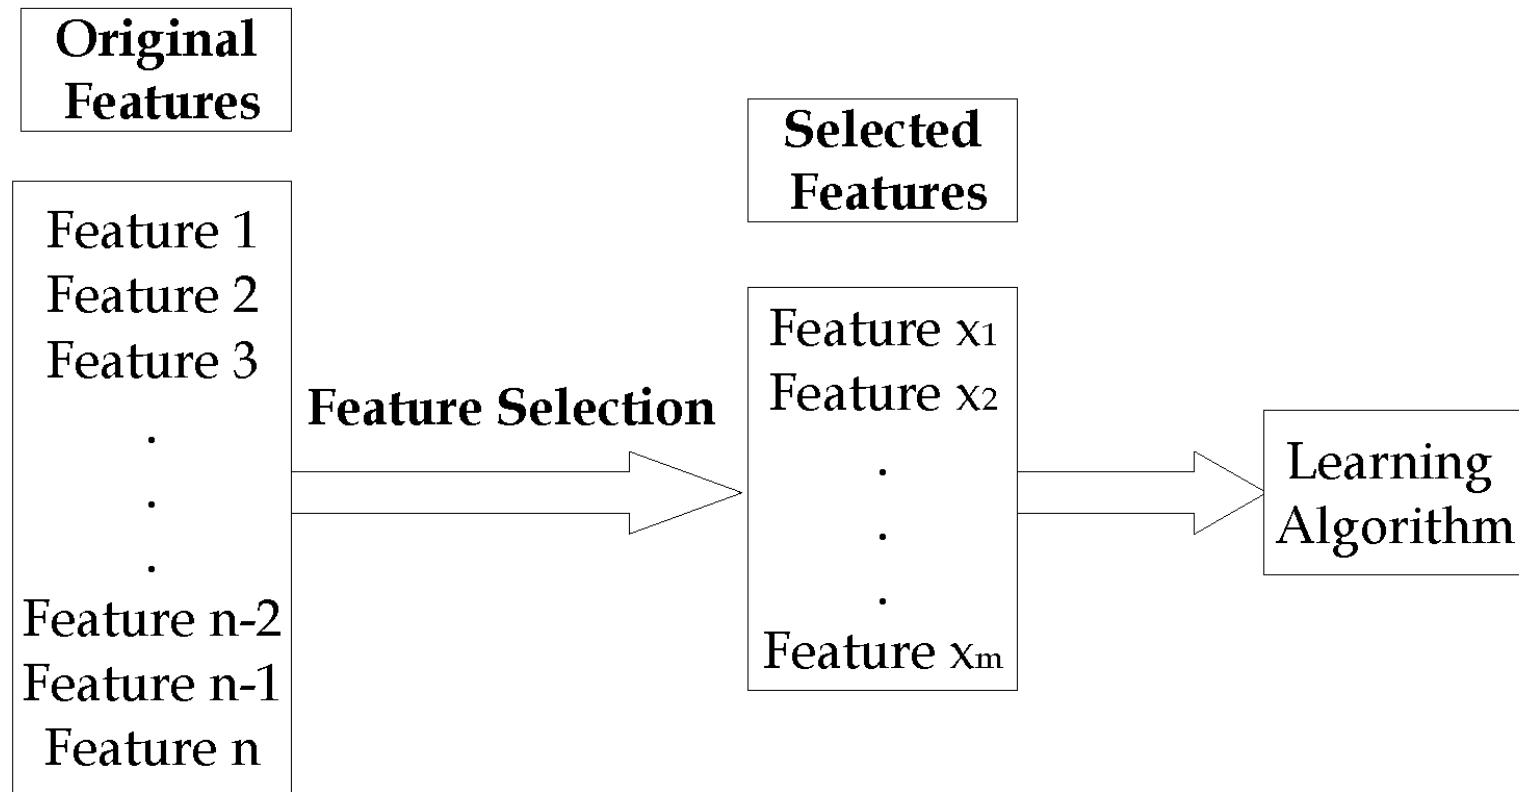 Original
Features
Feature 1
Feature 2
Feature 3
.
.
.
Feature n-2
Feature n-1
Feature n
Feature Selection
Selected
Features
Feature x1
Feature x2
.
.
.
Feature xm
Learning
Algorithm